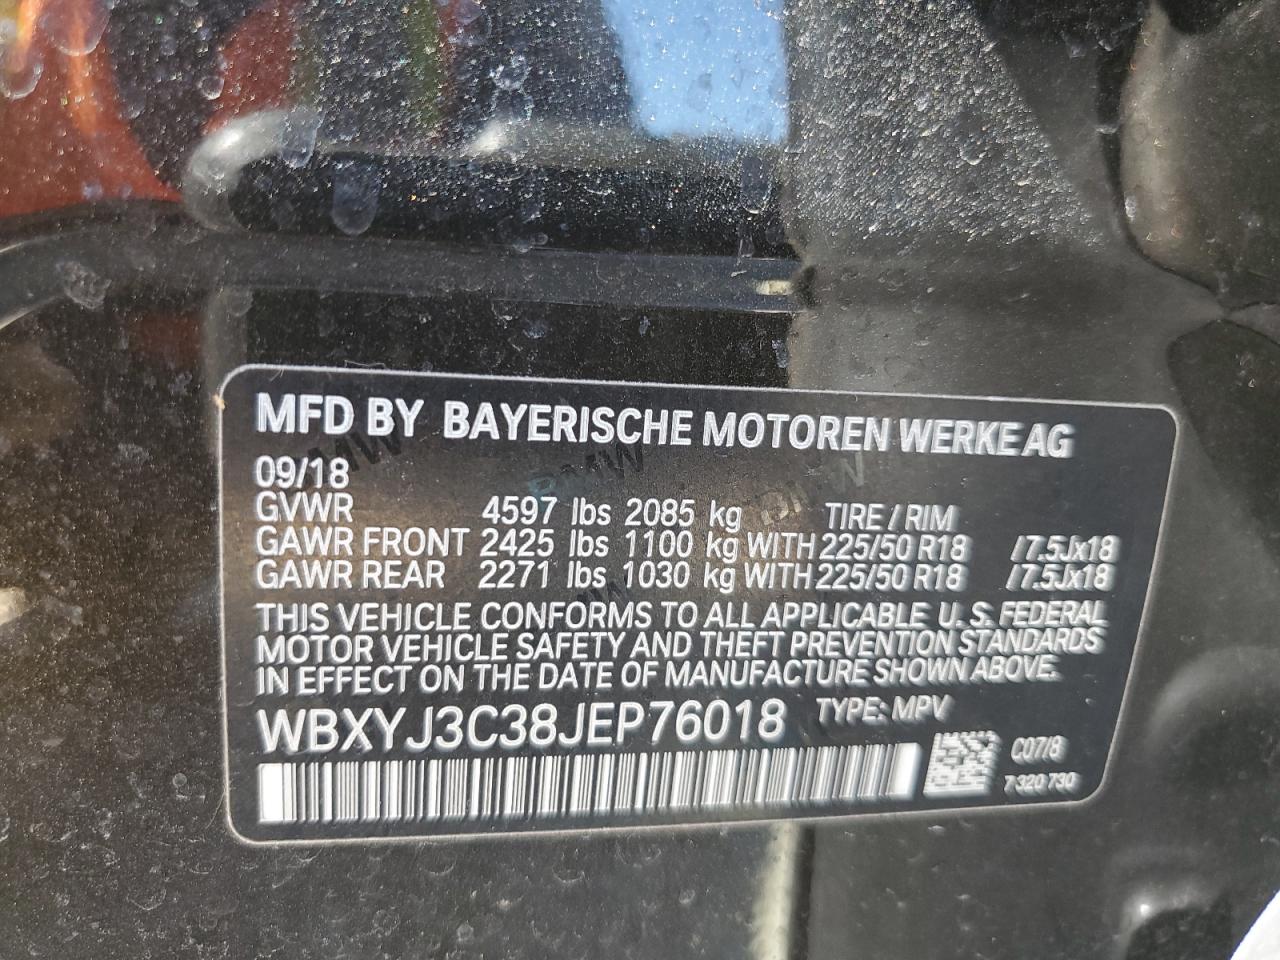 MFD BY BAYERISCHE MOTOREN WERKE AG
09/18
GVWR 4597 lbs 2085 kg TIRE / RIM
GAWR FRONT 2425 lbs 1100 kg WITH 225/50 R18 /7.5Jx18
GAWR REAR 2271 lbs 1030 kg WITH 225/50 R18 /7.5Jx18
THIS VEHICLE CONFORMS TO ALL APPLICABLE U. S. FEDERAL
MOTOR VEHICLE SAFETY AND THEFT PREVENTION STANDARDS
IN EFFECT ON THE DATE OF MANUFACTURE SHOWN ABOVE.
WBXYJ3C38JEP76018 TYPE: MPV
C07/8
7 320 730